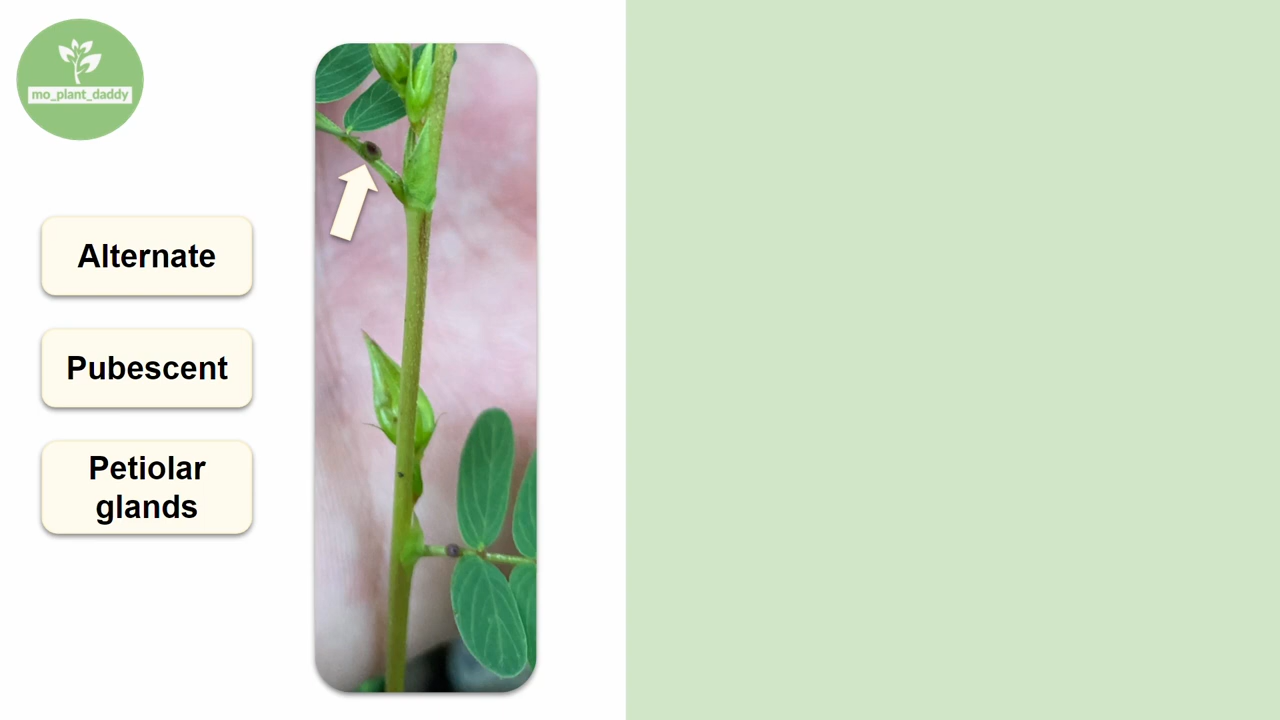 mo_plant_daddy
Alternate
Pubescent
Petiolar
glands